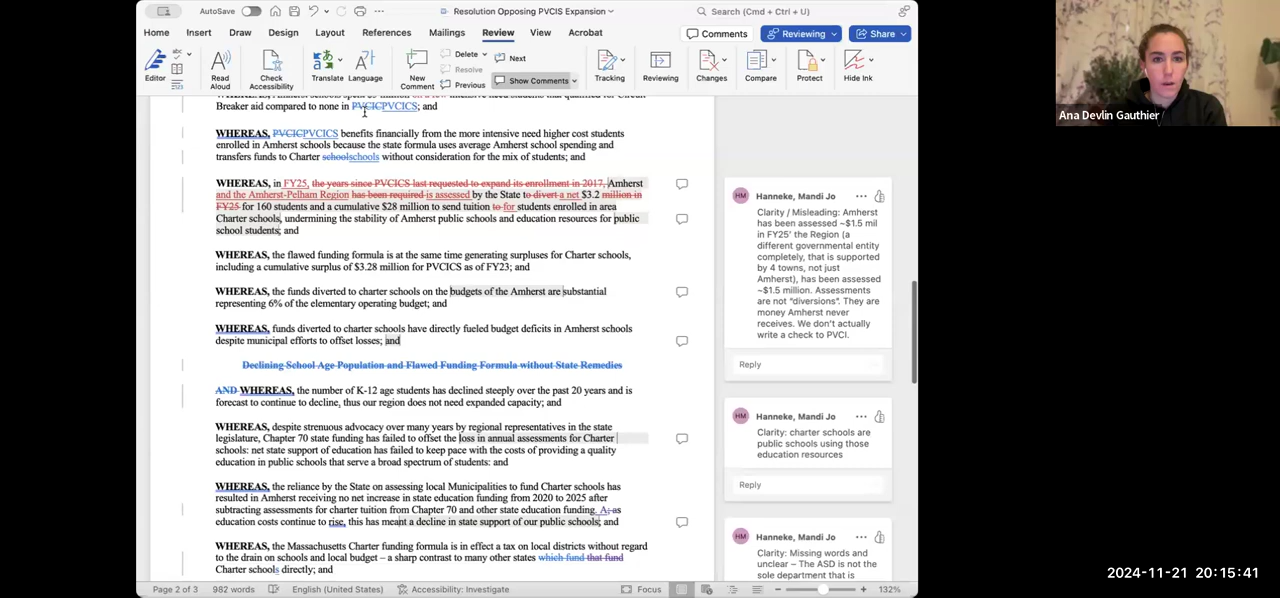 AutoSave
Resolution Opposing PVCIS Expansion
Search (Cmd + Ctrl + U)
Home Insert Draw Design Layout References Mailings Review View Acrobat Comments Reviewing Share
Editor Read Aloud Check Accessibility Translate Language New Comment Delete Resolve Previous Next Show Comments Tracking Reviewing Changes Compare Protect Hide Ink
Breaker aid compared to none in PVCICPVCICS; and
WHEREAS, PVCICPVCICS benefits financially from the more intensive need higher cost students
enrolled in Amherst schools because the state formula uses average Amherst school spending and
transfers funds to Charter schoolschools without consideration for the mix of students; and
WHEREAS, in FY25, the years since PVCICS last requested to expand its enrollment in 2017, Amherst
and the Amherst-Pelham Region has been required is assessed by the State to divert a net $3.2 million in
FY25 for 160 students and a cumulative $28 million to send tuition to for students enrolled in area
Charter schools, undermining the stability of Amherst public schools and education resources for public
school students; and
WHEREAS, the flawed funding formula is at the same time generating surpluses for Charter schools,
including a cumulative surplus of $3.28 million for PVCICS as of FY23; and
WHEREAS, the funds diverted to charter schools on the budgets of the Amherst are substantial
representing 6% of the elementary operating budget; and
WHEREAS, funds diverted to charter schools have directly fueled budget deficits in Amherst schools
despite municipal efforts to offset losses; and
Declining School Age Population and Flawed Funding Formula without State Remedies
AND WHEREAS, the number of K-12 age students has declined steeply over the past 20 years and is
forecast to continue to decline, thus our region does not need expanded capacity; and
WHEREAS, despite strenuous advocacy over many years by regional representatives in the state
legislature, Chapter 70 state funding has failed to offset the loss in annual assessments for Charter
schools: net state support of education has failed to keep pace with the costs of providing a quality
education in public schools that serve a broad spectrum of students: and
WHEREAS, the reliance by the State on assessing local Municipalities to fund Charter schools has
resulted in Amherst receiving no net increase in state education funding from 2020 to 2025 after
subtracting assessments for charter tuition from Chapter 70 and other state education funding. A; as
education costs continue to rise, this has meant a decline in state support of our public schools; and
WHEREAS, the Massachusetts Charter funding formula is in effect a tax on local districts without regard
to the drain on schools and local budget – a sharp contrast to many other states which fund that fund
Charter schools directly; and
Hanneke, Mandi Jo
Clarity / Misleading: Amherst
has been assessed ~$1.5 mil
in FY25' the Region (a
different governmental entity
completely, that is supported
by 4 towns, not just
Amherst), has been assessed
~$1.5 million. Assessments
are not "diversions". They are
money Amherst never
receives. We don't actually
write a check to PVCI.
Reply
Hanneke, Mandi Jo
Clarity: charter schools are
public schools using those
education resources
Reply
Hanneke, Mandi Jo
Clarity: Missing words and
unclear – The ASD is not the
sole department that is
HM
HM
HM
Page 2 of 3 982 words English (United States) Accessibility: Investigate Focus 132%
Ana Devlin Gauthier
2024-11-21 20:15:41